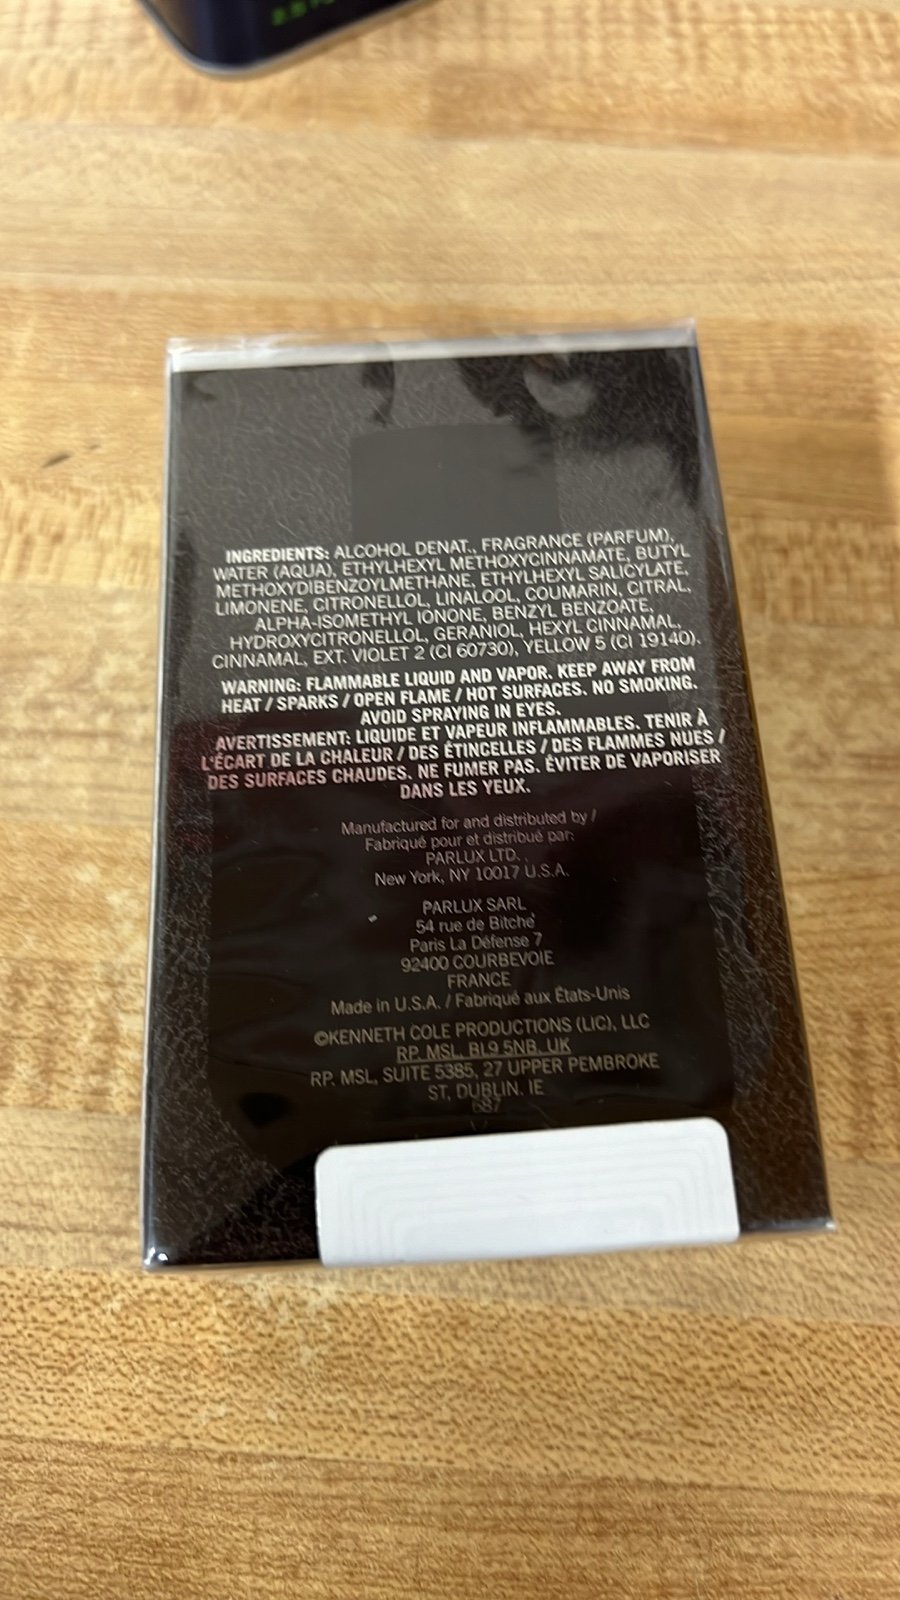 INGREDIENTS: ALCOHOL DENAT., FRAGRANCE (PARFUM),
WATER (AQUA), ETHYLHEXYL METHOXYCINNAMATE, BUTYL
METHOXYDIBENZOYLMETHANE, ETHYLHEXYL SALICYLATE,
LIMONENE, CITRONELLOL, LINALOOL, COUMARIN, CITRAL,
ALPHA-ISOMETHYL IONONE, BENZYL BENZOATE,
HYDROXYCITRONELLOL, GERANIOL, HEXYL CINNAMAL,
CINNAMAL, EXT. VIOLET 2 (CI 60730), YELLOW 5 (CI 19140).
WARNING: FLAMMABLE LIQUID AND VAPOR. KEEP AWAY FROM
HEAT / SPARKS / OPEN FLAME / HOT SURFACES. NO SMOKING.
AVOID SPRAYING IN EYES.
AVERTISSEMENT: LIQUIDE ET VAPEUR INFLAMMABLES. TENIR À
L'ÉCART DE LA CHALEUR / DES ÉTINCELLES / DES FLAMMES NUES /
DES SURFACES CHAUDES. NE FUMER PAS. ÉVITER DE VAPORISER
DANS LES YEUX.
Manufactured for and distributed by /
Fabriqué pour et distribué par:
PARLUX LTD.
New York, NY 10017 U.S.A.
PARLUX SARL
54 rue de Bitche
Paris La Défense 7
92400 COURBEVOIE
FRANCE
Made in U.S.A. / Fabriqué aux États-Unis
©KENNETH COLE PRODUCTIONS (LIC), LLC
RP. MSL. BL9 5NB. UK
RP. MSL, SUITE 5385, 27 UPPER PEMBROKE
ST, DUBLIN. IE
687